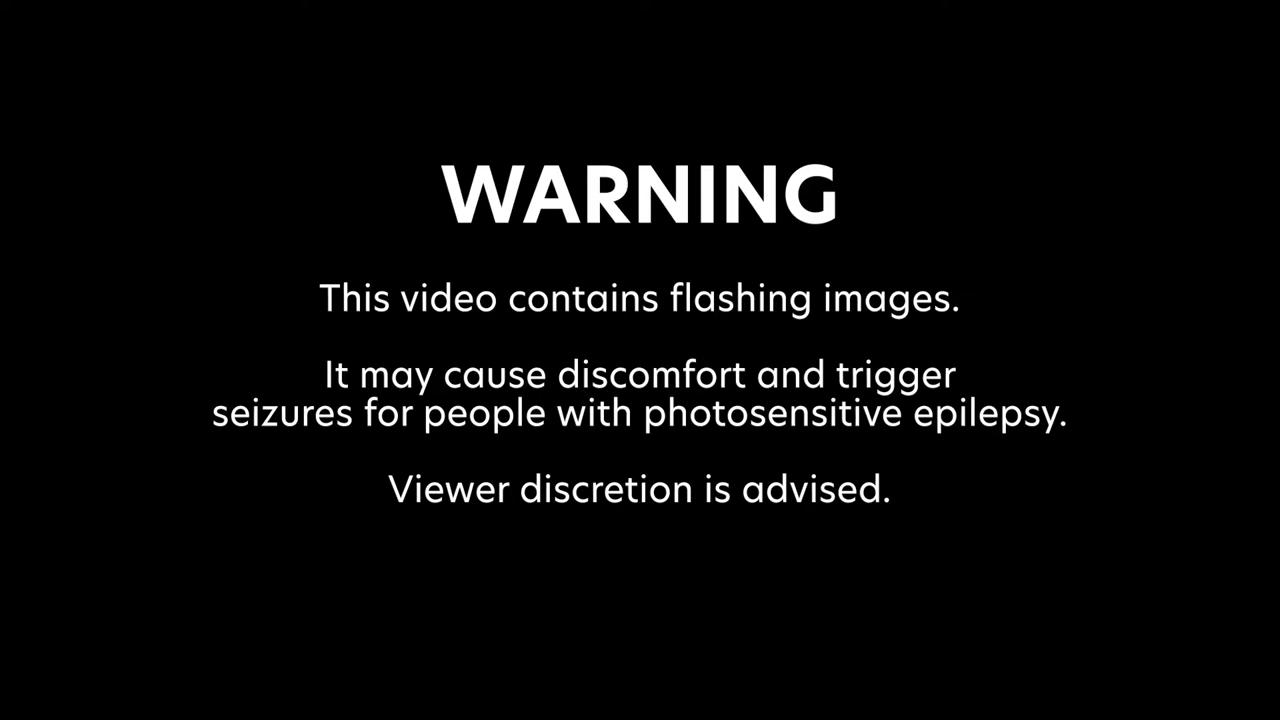 WARNING
This video contains flashing images.
It may cause discomfort and trigger
seizures for people with photosensitive epilepsy.
Viewer discretion is advised.